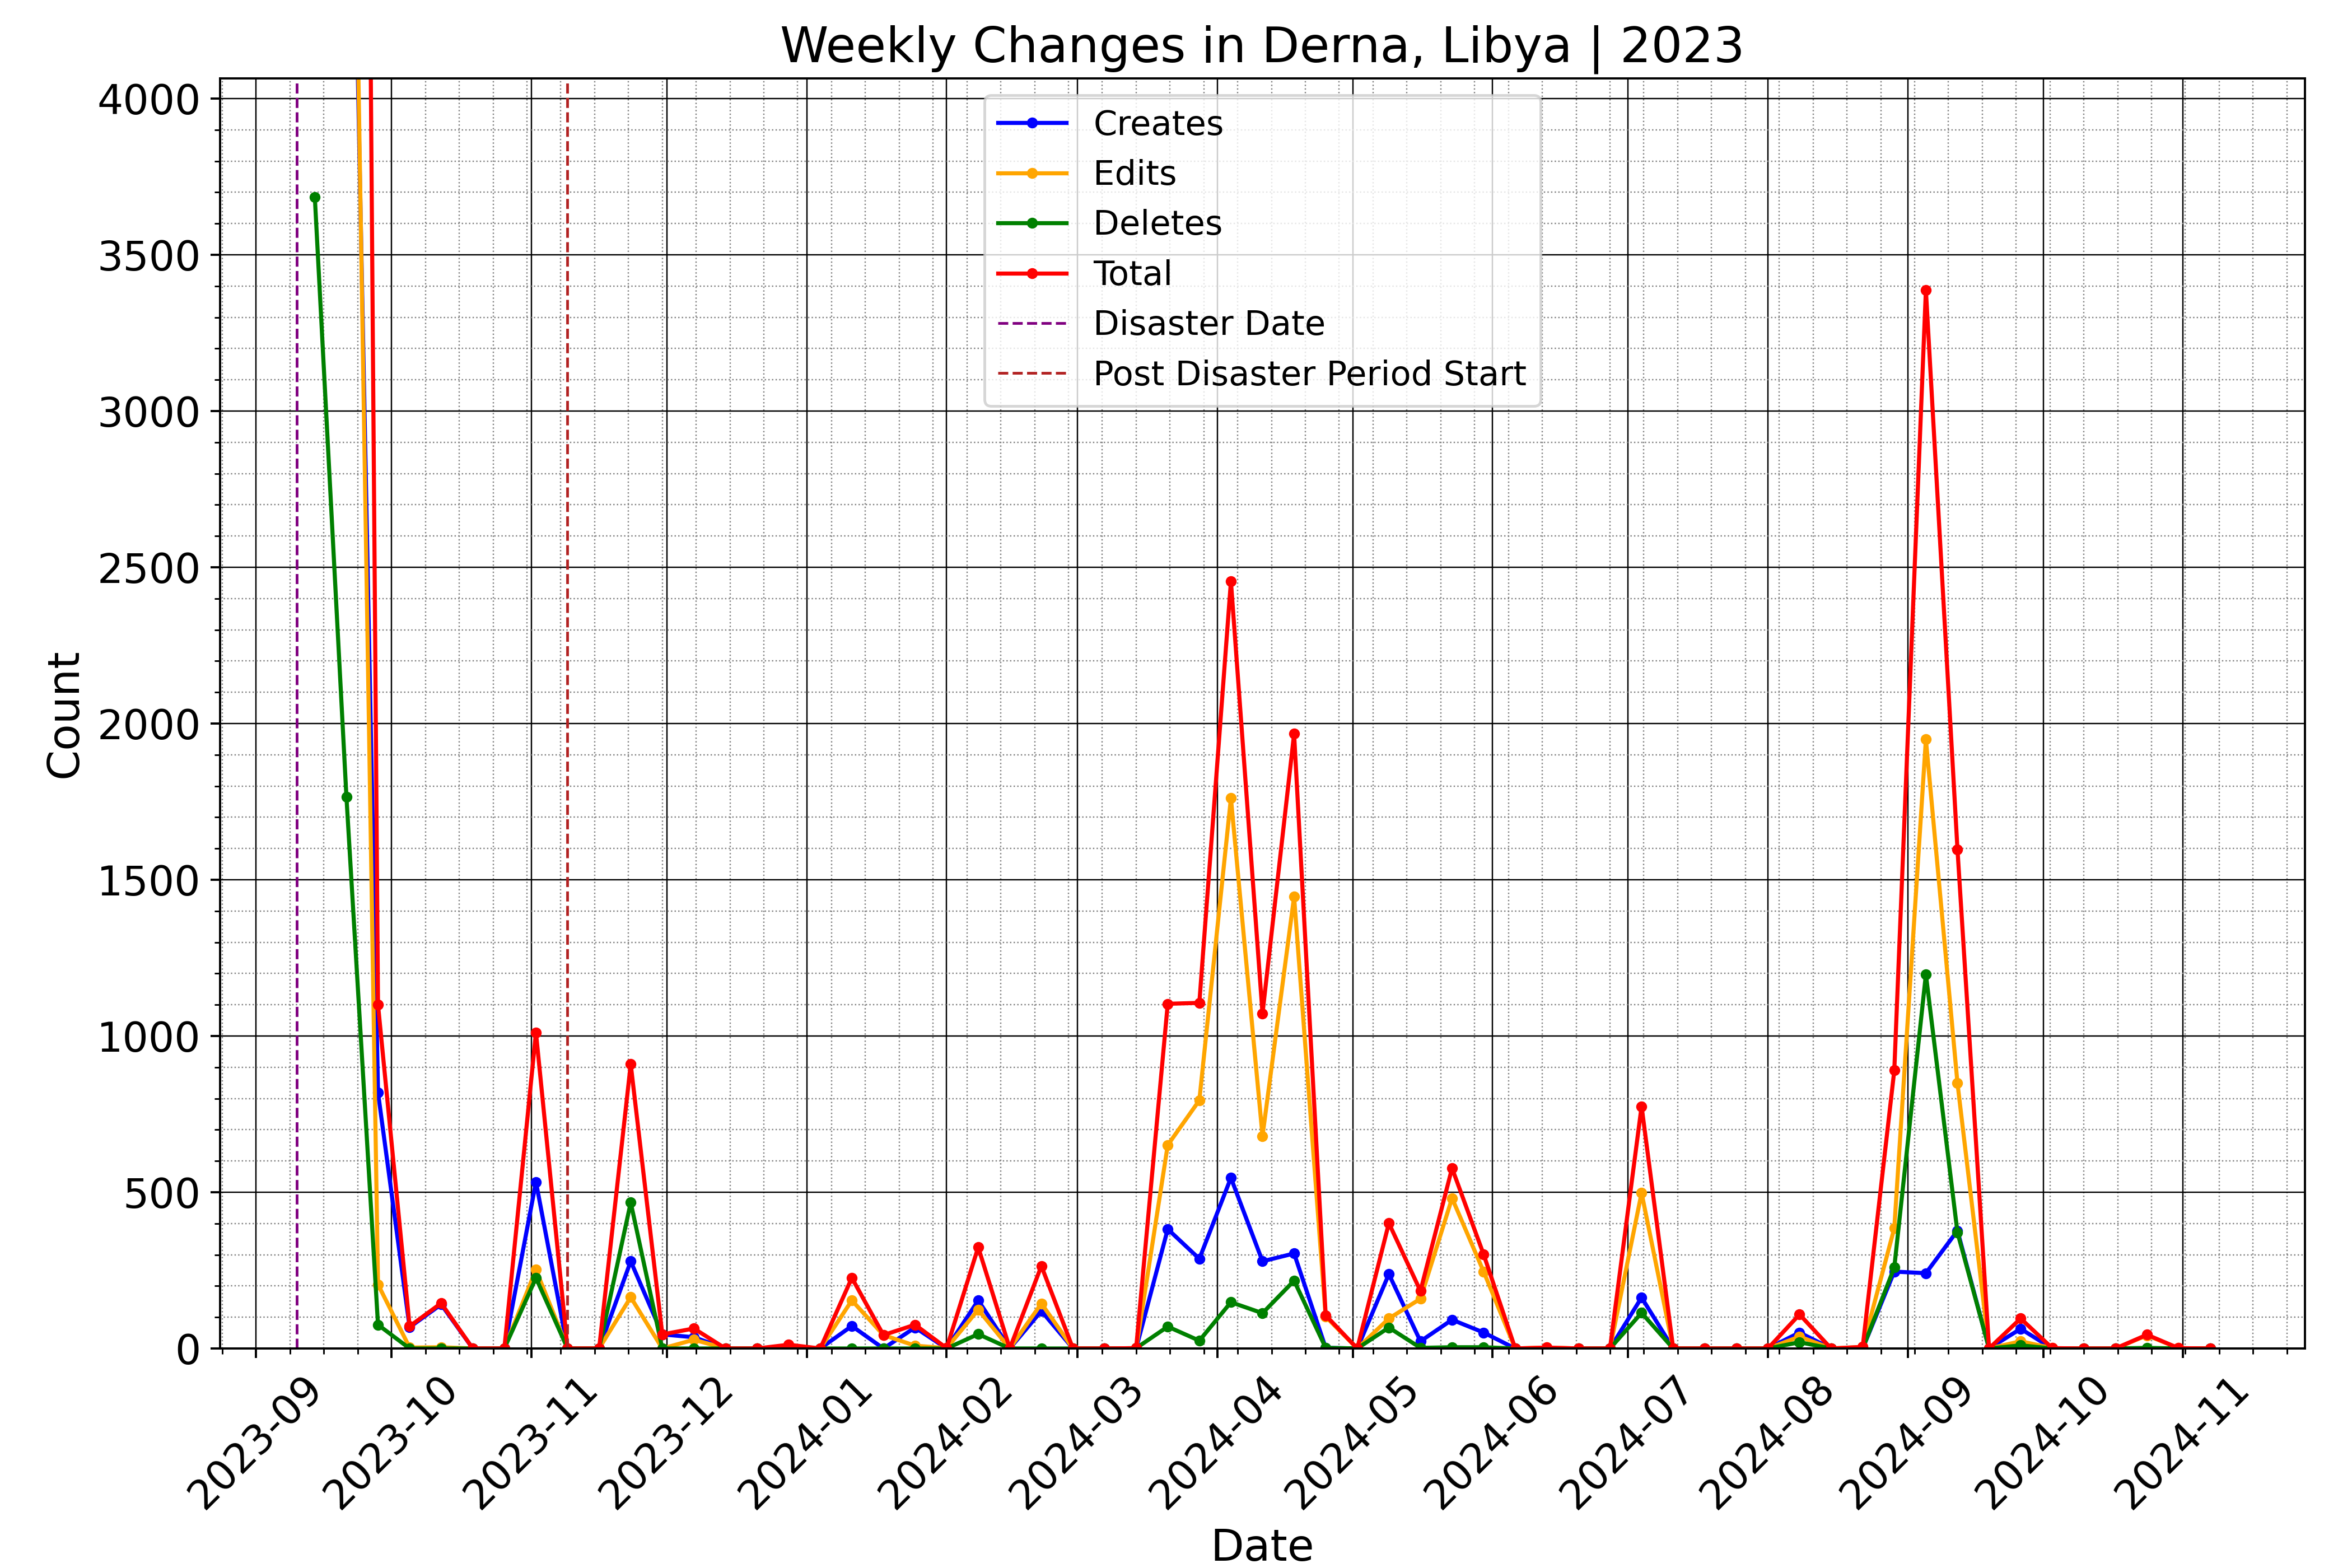 Weekly Changes in Derna, Libya | 2023
4000
3500
3000
2500
2000
1500
1000
500
0
Count
Creates
Edits
Deletes
Total
Disaster Date
Post Disaster Period Start
2023-09
2023-10
2023-11
2023-12
2024-01
2024-02
2024-03
2024-04
2024-05
2024-06
2024-07
2024-08
2024-09
2024-10
2024-11
Date